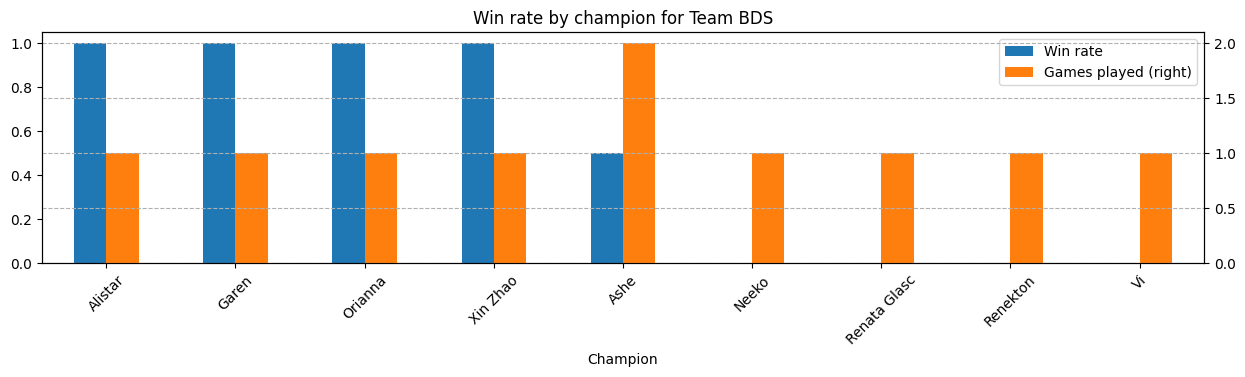 Win rate by champion for Team BDS
Win rate
Games played (right)
1.0
0.8
0.6
0.4
0.2
0.0
2.0
1.5
1.0
0.5
0.0
Alistar
Garen
Orianna
Xin Zhao
Ashe
Neeko
Renata Glasc
Renekton
Vi
Champion